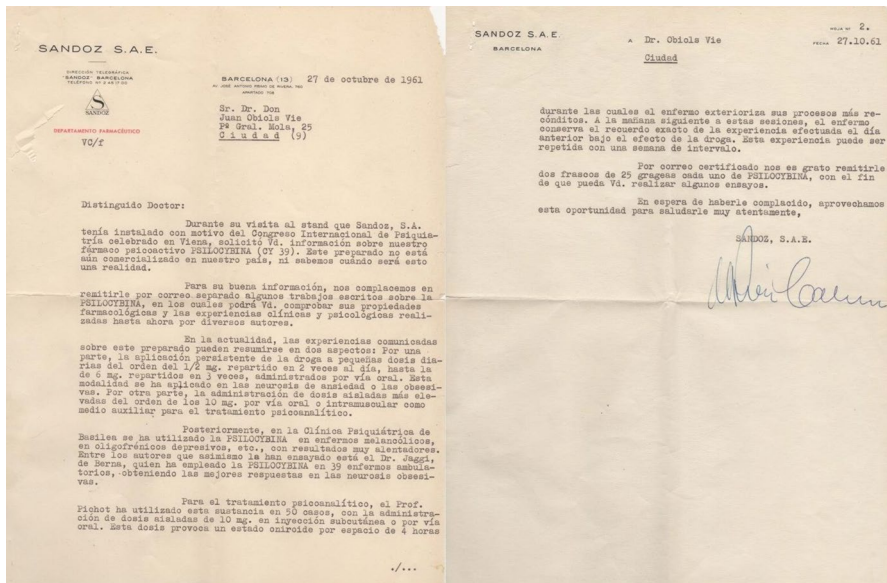 SANDOZ S.A.E.
DIRECCIÓN TELEGRÁFICA
"SANDOZ" BARCELONA
SANDOZ
DEPARTAMENTO FARMACÉUTICO
VC/f
BARCELONA (13) 27 de octubre de 1961
AV. JOSÉ ANTONIO PRIMO DE RIVERA,
APARTADO
Sr. Dr. Don
Juan Obiols Vie
Pº Gral. Mola, 25
Ciudad (9)
Distinguido Doctor:
Durante su visita al stand que Sandoz, S.A.
tenía instalado con motivo del Congreso Internacional de Psiquia-
tría celebrado en Viena, solicitó Vd. información sobre nuestro
fármaco psicoactivo PSILOCYBINA (CY 39). Este preparado no está
aún comercializado en nuestro país, ni sabemos cuándo será esto
una realidad.
Para su buena información, nos complacemos en
remitirle por correo separado algunos trabajos escritos sobre la
PSILOCYBINA, en los cuales podrá Vd. comprobar sus propiedades
farmacológicas y las experiencias clínicas y psicológicas reali-
zadas hasta ahora por diversos autores.
En la actualidad, las experiencias comunicadas
sobre este preparado pueden resumirse en dos aspectos: Por una
parte, la aplicación persistente de la droga a pequeñas dosis dia-
rias del orden del 1/2 mg. repartido en 2 veces al día, hasta la
de 6 mg. repartidos en 3 veces, administrados por vía oral. Esta
modalidad se ha aplicado en las neurosis de ansiedad o las obsesi-
vas. Por otra parte, la administración de dosis aisladas más ele-
vadas del orden de los 10 mg. por vía oral o intramuscular como
medio auxiliar para el tratamiento psicoanalítico.
Posteriormente, en la Clínica Psiquiátrica de
Basilea se ha utilizado la PSILOCYBINA en enfermos melancólicos,
en oligofrénicos depresivos, etc., con resultados muy alentadores.
Entre los autores que asimismo la han ensayado está el Dr. Jaggi,
de Berna, quien ha empleado la PSILOCYBINA en 39 enfermos ambula-
torios, obteniendo las mejores respuestas en las neurosis obsesi-
vas.
Para el tratamiento psicoanalítico, el Prof.
Pichot ha utilizado esta sustancia en 50 casos, con la administra-
ción de dosis aisladas de 10 mg. en inyección subcutánea o por vía
oral. Esta dosis provoca un estado oniroide por espacio de 4 horas
./...
SANDOZ S.A.E.
BARCELONA
A Dr. Obiols Vie
Ciudad
HOJA Nº 2.
FECHA 27.10.61
durante las cuales el enfermo exterioriza sus procesos más re-
cónditos. A la mañana siguiente a estas sesiones, el enfermo
conserva el recuerdo exacto de la experiencia efectuada el día
anterior bajo el efecto de la droga. Esta experiencia puede ser
repetida con una semana de intervalo.
Por correo certificado nos es grato remitirle
dos frascos de 25 grageas cada uno de PSILOCYBINA, con el fin
de que pueda Vd. realizar algunos ensayos.
En espera de haberle complacido, aprovechamos
esta oportunidad para saludarle muy atentamente,
SANDOZ, S.A.E.